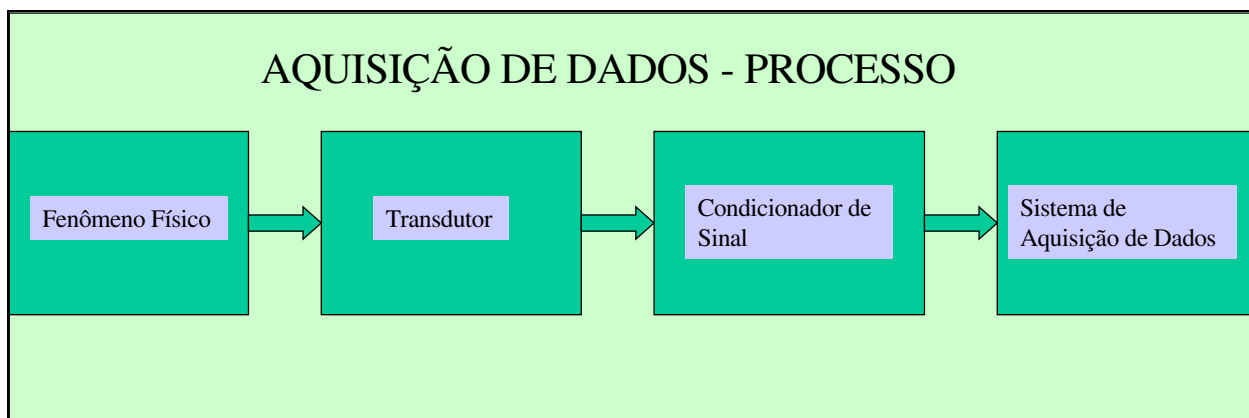 AQUISIÇÃO DE DADOS - PROCESSO
Fenômeno Físico
Transdutor
Condicionador de
Sinal
Sistema de
Aquisição de Dados